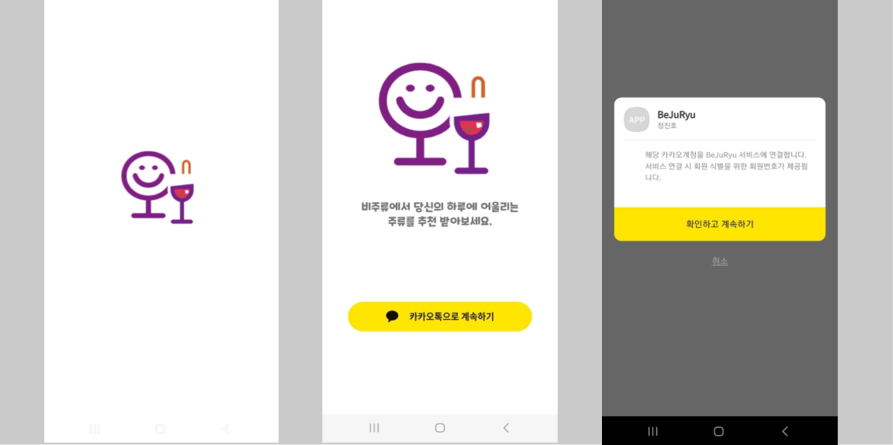 비주류에서 당신의 하루에 어울리는
주류를 추천 받아보세요.
카카오톡으로 계속하기
APP
BeJuRyu
정진호
해당 카카오계정을 BeJuRyu 서비스에 연결합니다.
서비스 연결 시 회원 식별을 위한 회원번호가 제공됩
니다.
확인하고 계속하기
취소